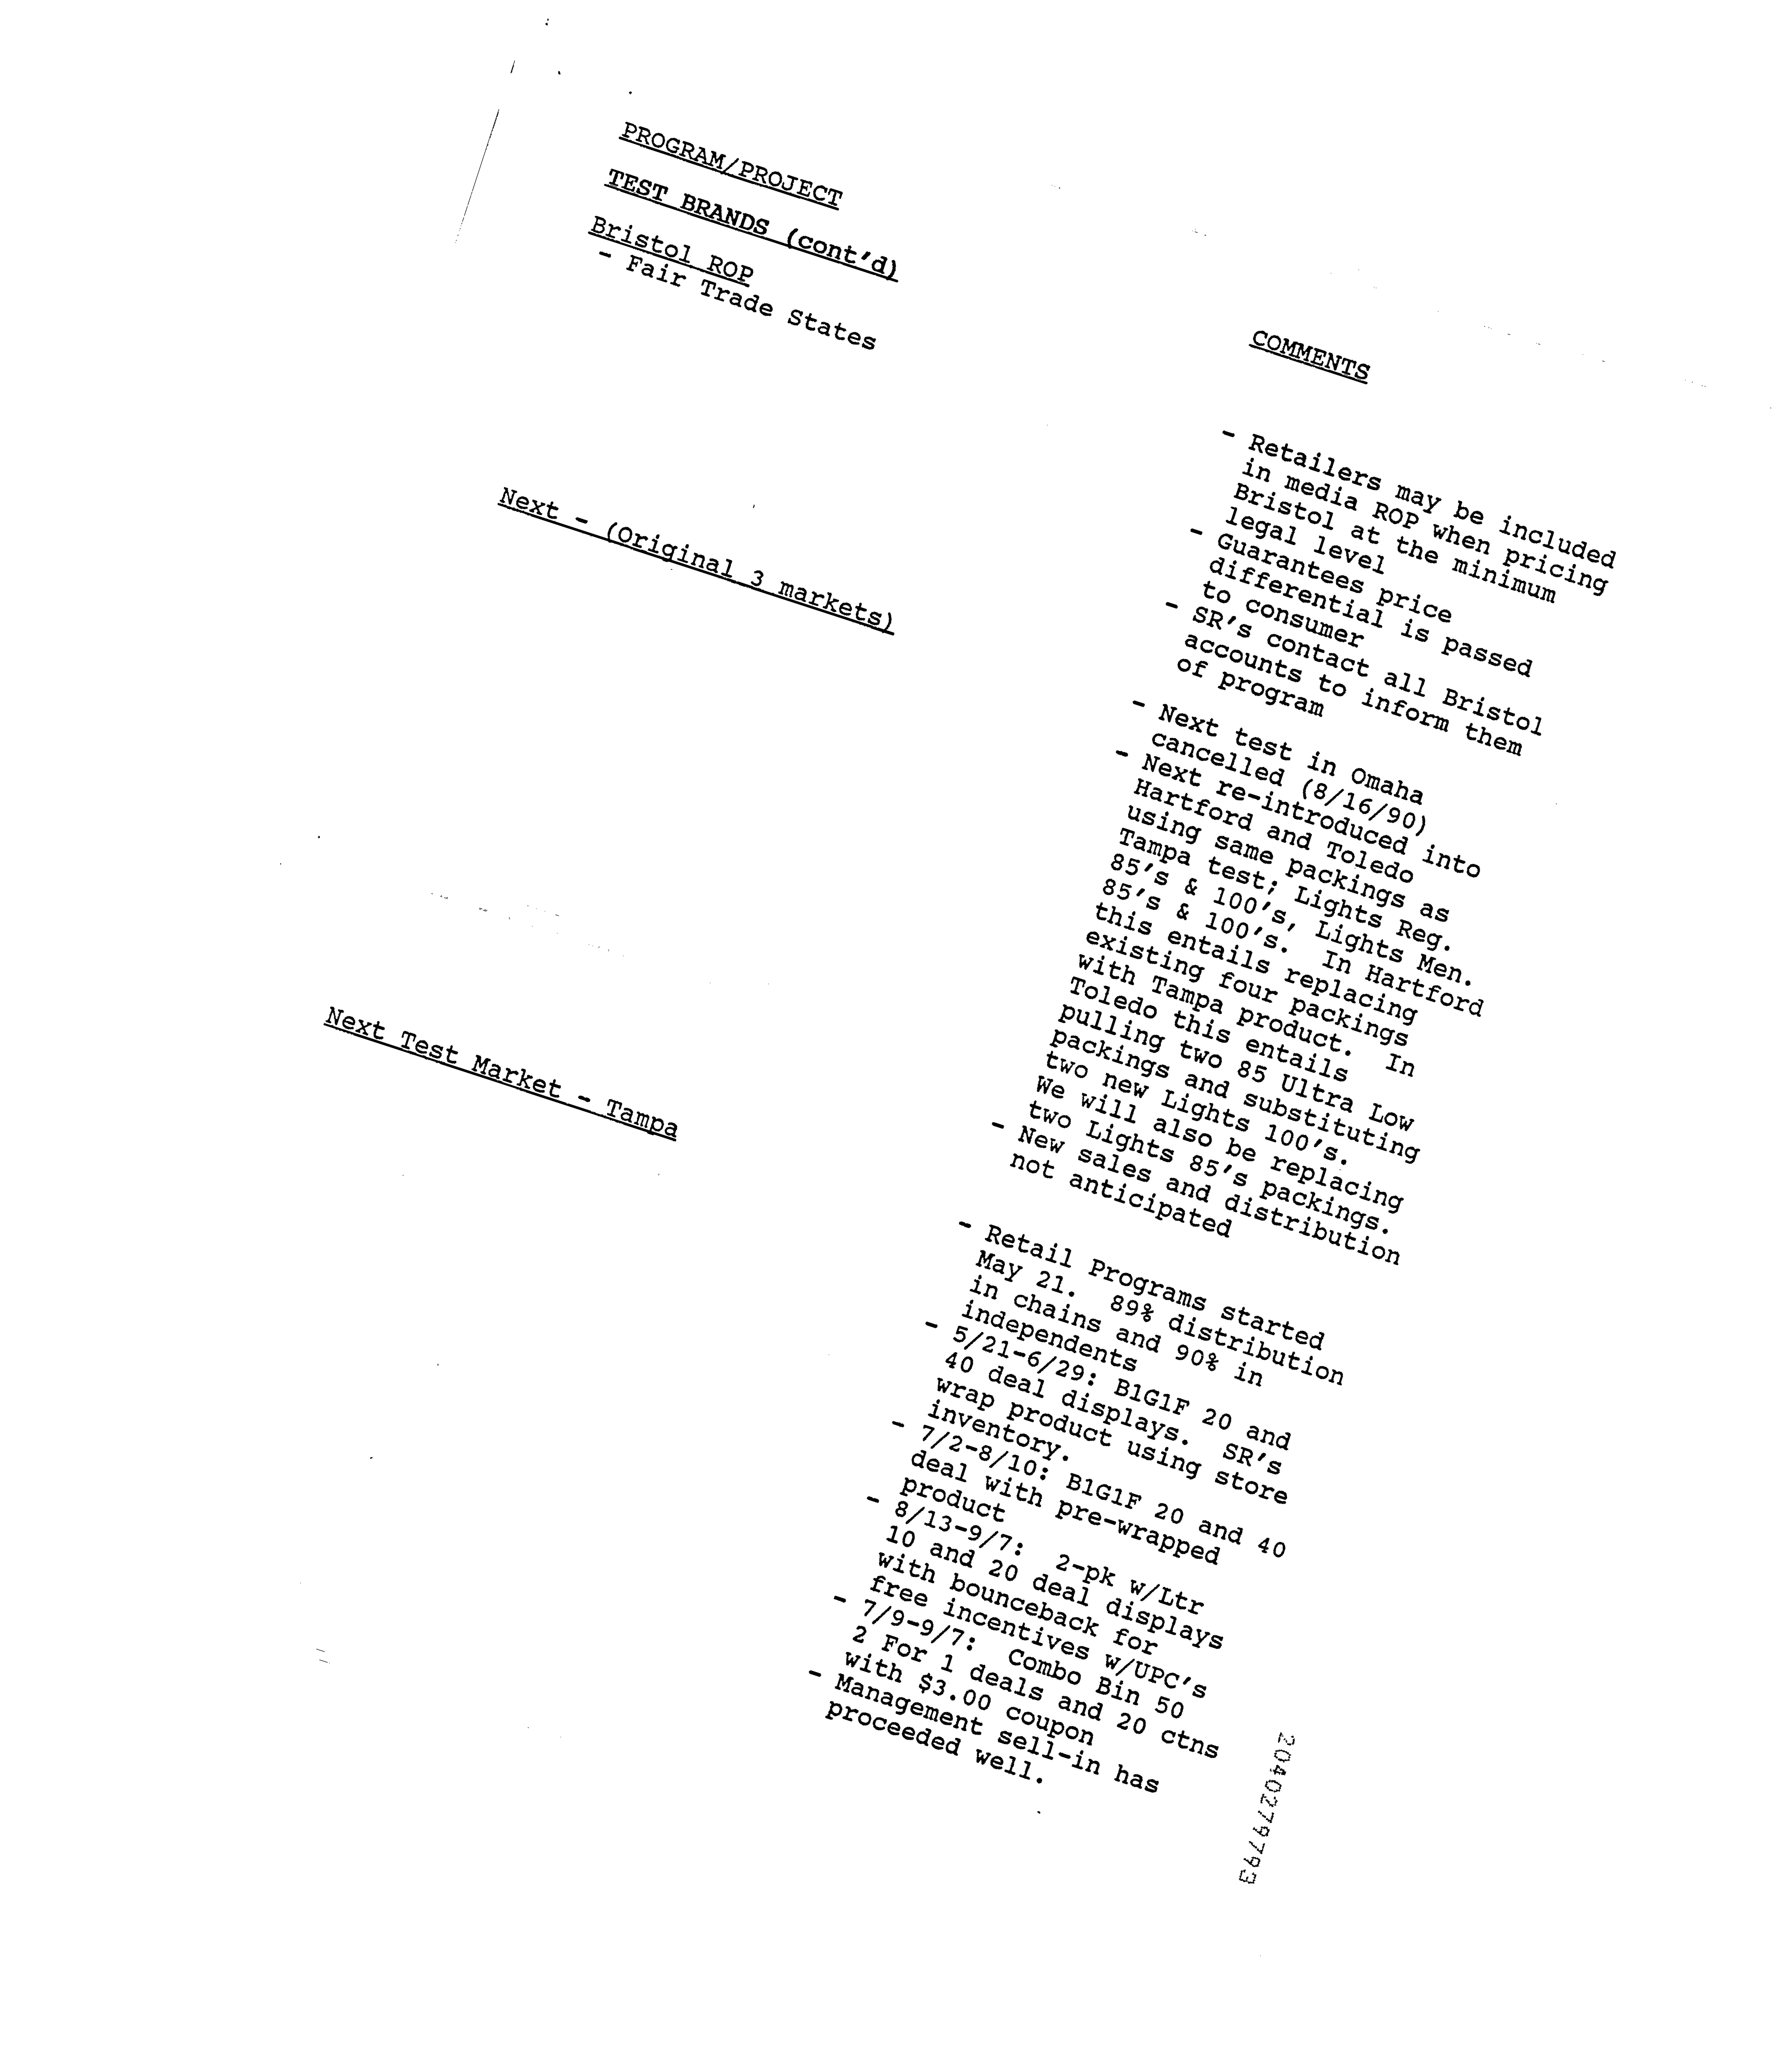 PROGRAM/PROJECT
COMMENTS
TEST BRANDS (cont'd)
Bristol ROP
- Fair Trade States
- Retailers may be included
in media ROP when pricing
Bristol at the minimum
legal level
- Guarantees price
differential is passed
to consumer
- SR's contact all Bristol
accounts to inform them
of program
Next - (Original 3 markets)
- Next test in Omaha
cancelled (8/16/90)
- Next re-introduced into
Hartford and Toledo
using same packings as
Tampa test; Lights Reg.
85's & 100's, Lights Men.
85's & 100's. In Hartford
this entails replacing
existing four packings
with Tampa product. In
Toledo this entails
pulling two 85 Ultra Low
packings and substituting
two new Lights 100's.
We will also be replacing
two Lights 85's packings.
- New sales and distribution
not anticipated
Next Test Market - Tampa
- Retail Programs started
May 21. 89% distribution
in chains and 90% in
independents
- 5/21-6/29: B1G1F 20 and
40 deal displays. SR's
wrap product using store
inventory.
- 7/2-8/10: B1G1F 20 and 40
deal with pre-wrapped
product
- 8/13-9/7: 2-pk w/Ltr
10 and 20 deal displays
with bounceback for
free incentives w/UPC's
- 7/9-9/7: Combo Bin 50
2 For 1 deals and 20 ctns
with $3.00 coupon
- Management sell-in has
proceeded well.
2040279793